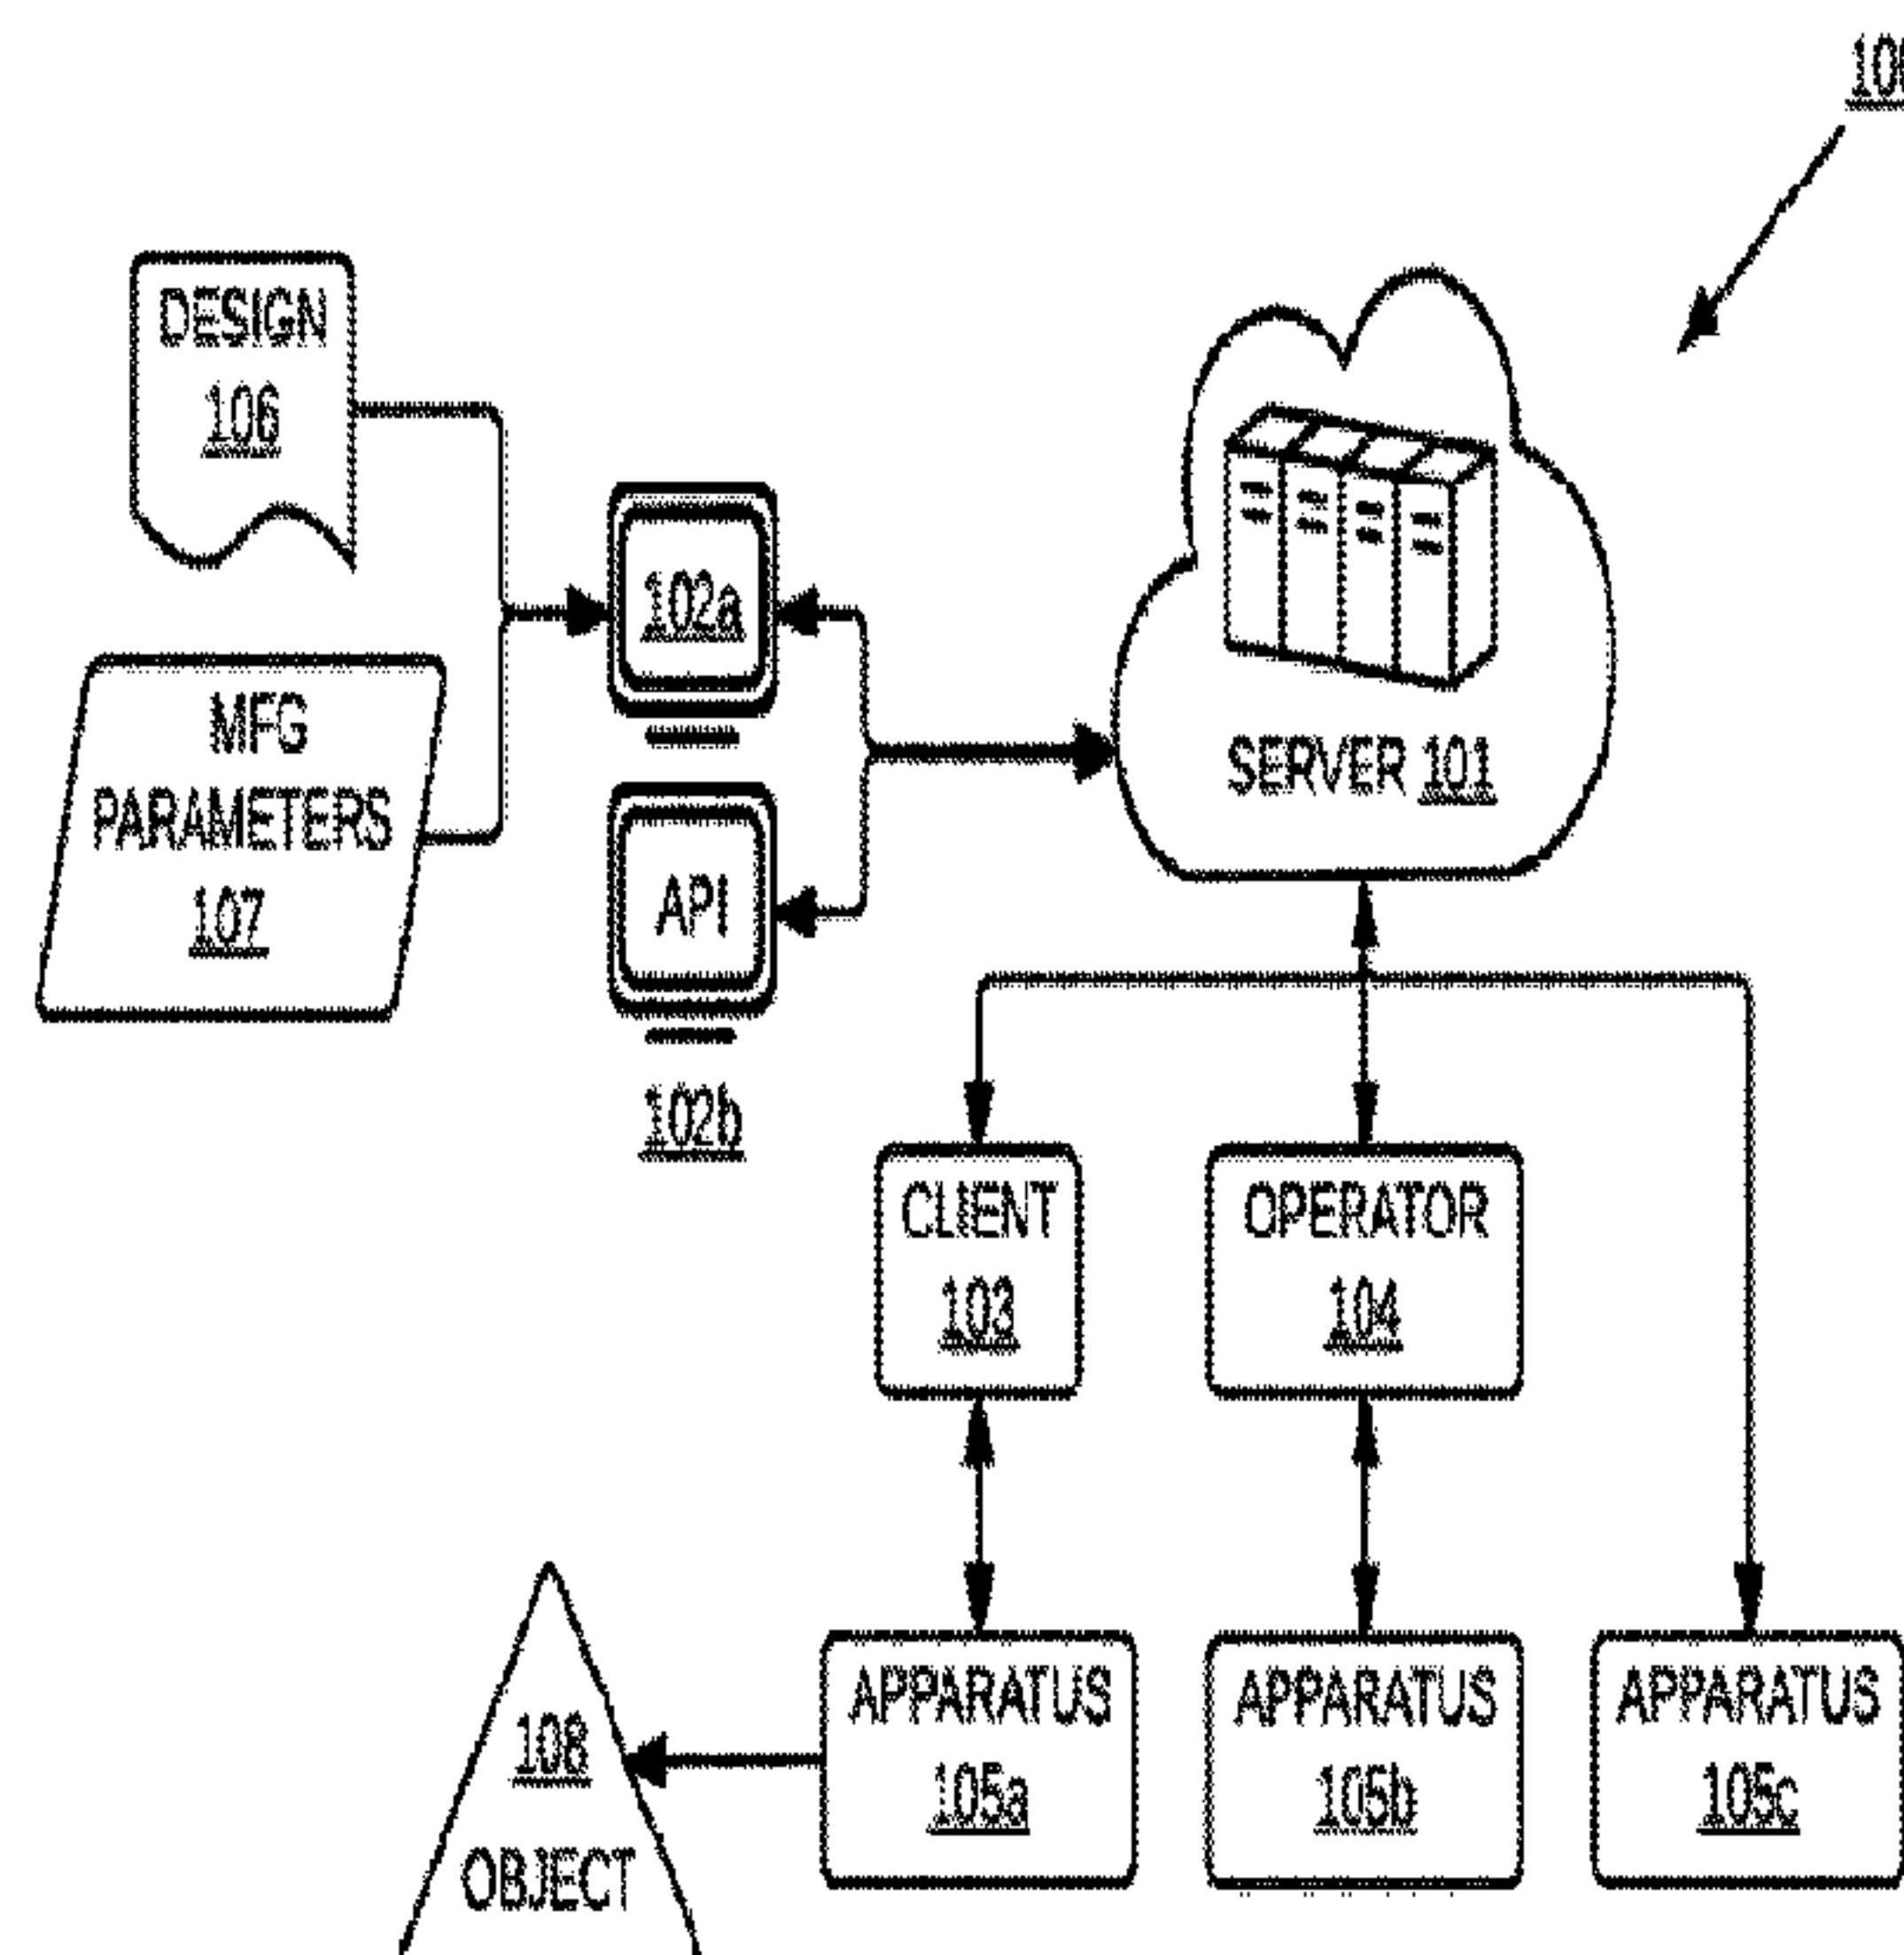 DESIGN
106
MFG
PARAMETERS
107
102a
API
102b
SERVER 101
CLIENT
103
OPERATOR
104
APPARATUS
105a
APPARATUS
105b
APPARATUS
105c
108
OBJECT